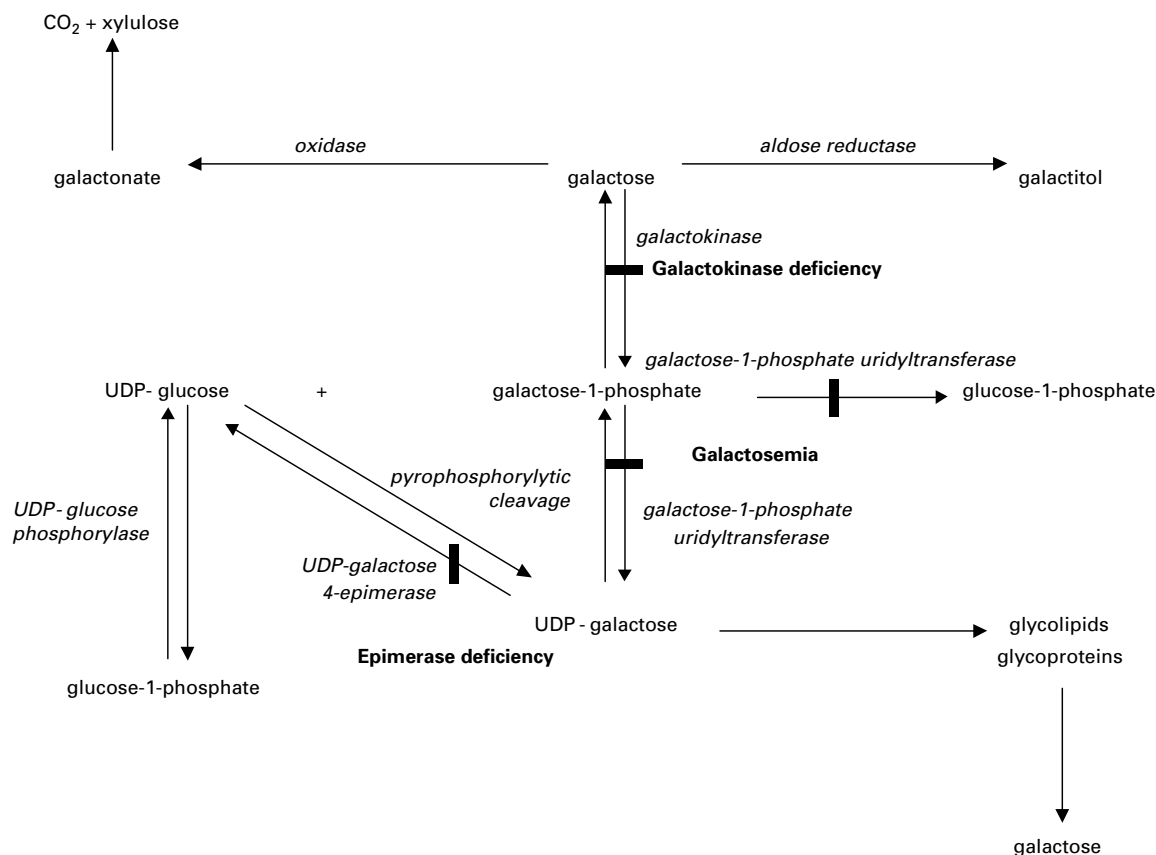 CO2 + xylulose
oxidase
aldose reductase
galactonate
galactose
galactitol
galactokinase
Galactokinase deficiency
galactose-1-phosphate uridyltransferase
UDP- glucose
+
galactose-1-phosphate
glucose-1-phosphate
Galactosemia
pyrophosphorylytic
cleavage
UDP- glucose
phosphorylase
galactose-1-phosphate
uridyltransferase
UDP-galactose
4-epimerase
UDP - galactose
glycolipids
glycoproteins
Epimerase deficiency
glucose-1-phosphate
galactose